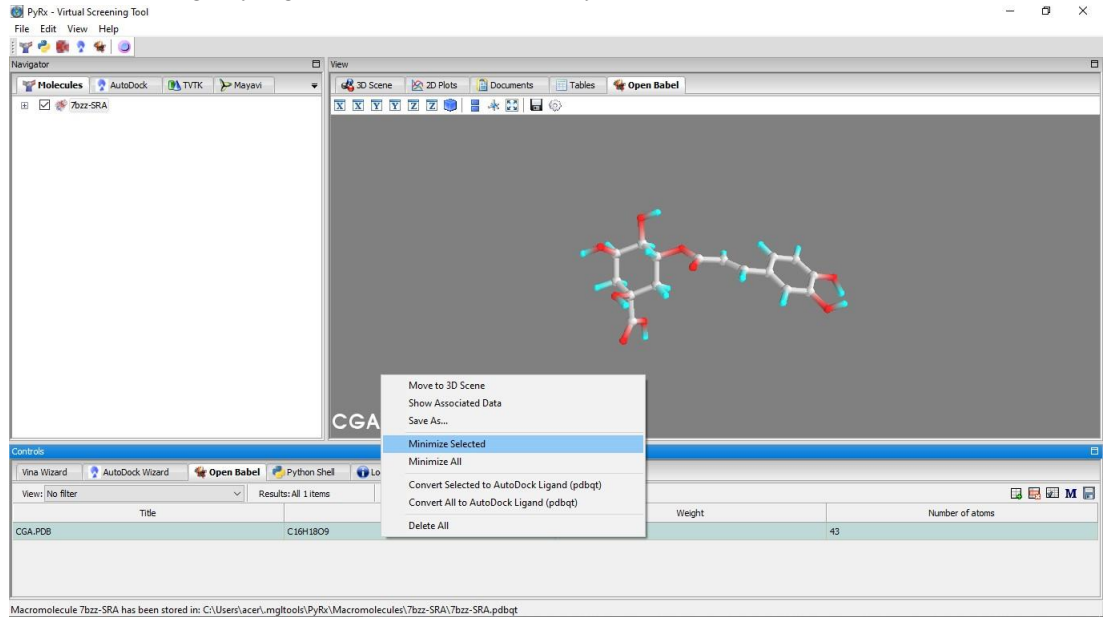 PyRx - Virtual Screening Tool
File Edit View Help
Navigator
View
Molecules AutoDock TVTK Mayavi
3D Scene 2D Plots Documents Tables Open Babel
7bzz-SRA
X X Y Y Z Z
CGA
Move to 3D Scene
Show Associated Data
Save As...
Minimize Selected
Minimize All
Convert Selected to AutoDock Ligand (pdbqt)
Convert All to AutoDock Ligand (pdbqt)
Delete All
Controls
Vina Wizard AutoDock Wizard Open Babel Python Shell Lo
View: No filter Results: All 1 items M
Title Weight Number of atoms
CGA.PDB C16H18O9 43
Macromolecule 7bzz-SRA has been stored in: C:\Users\acer\.mgltools\PyRx\Macromolecules\7bzz-SRA\7bzz-SRA.pdbqt